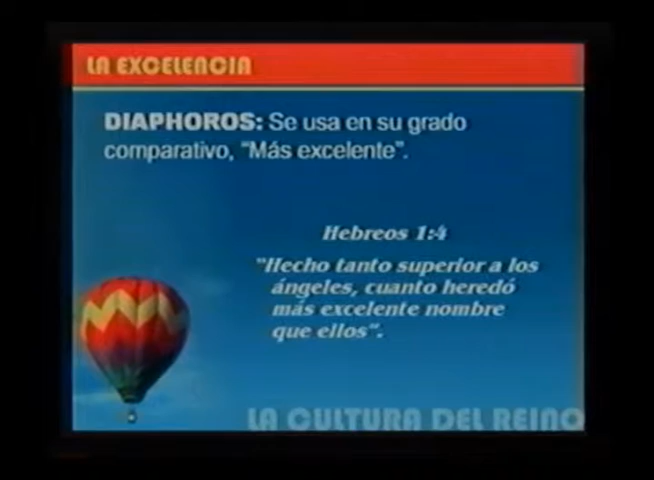 LA EXCELENCIA
DIAPHOROS: Se usa en su grado
comparativo, "Más excelente".
Hebreos 1:4
"Hecho tanto superior a los
ángeles, cuanto heredó
más excelente nombre
que ellos".
LA CULTURA DEL REINO